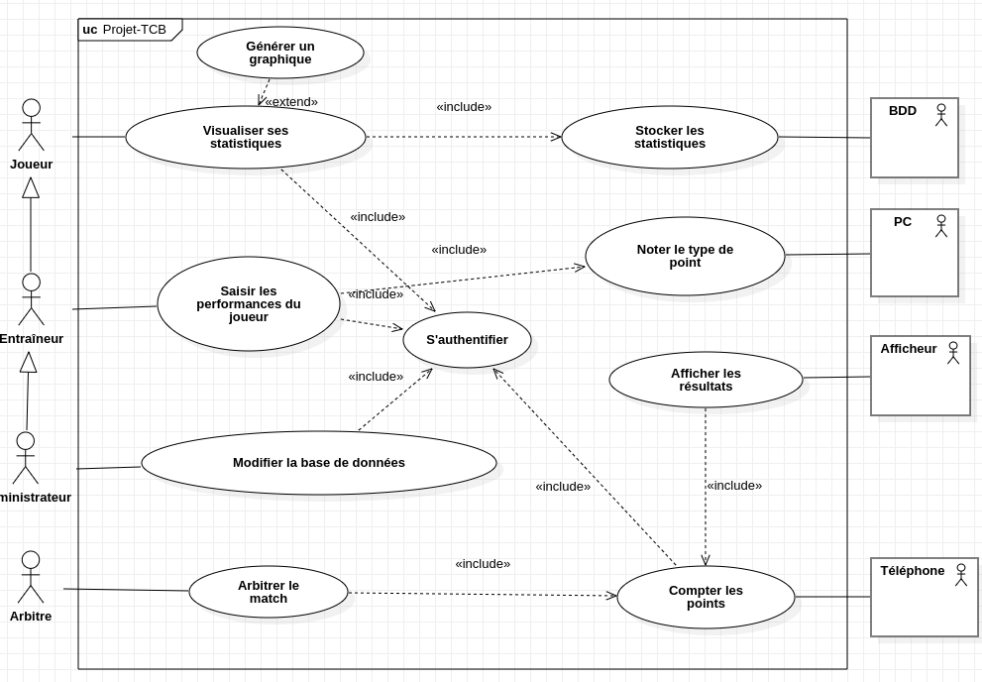 uc Projet-TCB
Générer un
graphique
«extend»
«include»
Visualiser ses
statistiques
Stocker les
statistiques
BDD
Joueur
«include»
PC
«include»
Noter le type de
point
Saisir les
performances du
joueur
«include»
Entraîneur
S'authentifier
Afficheur
«include»
Afficher les
résultats
Modifier la base de données
ministrateur
«include»
«include»
«include»
Arbitrer le
match
Compter les
points
Téléphone
Arbitre